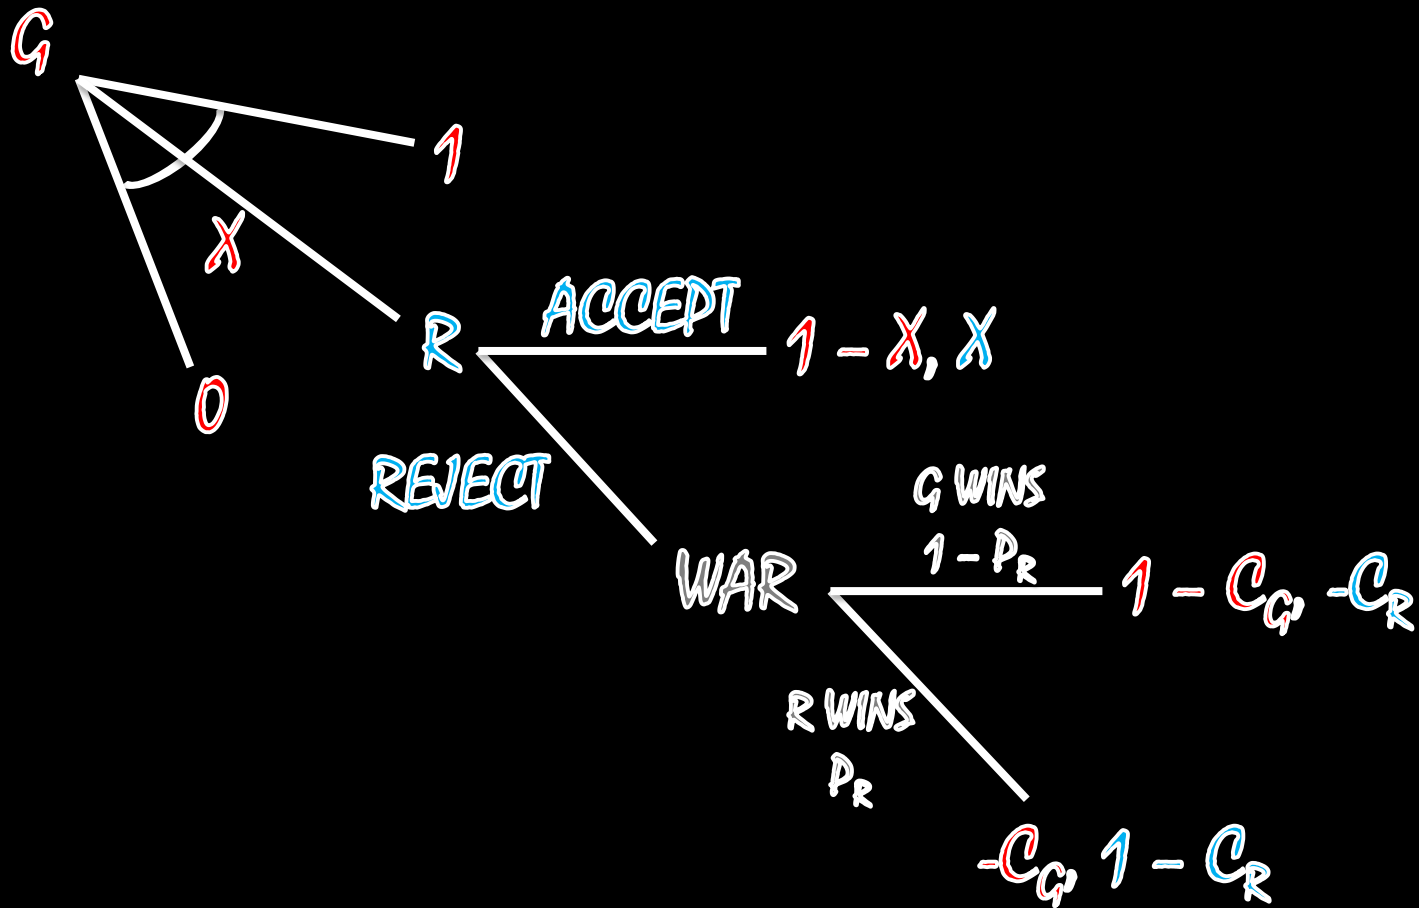 G
1
X
0
R
ACCEPT
1 - X, X
REJECT
WAR
G WINS
1 - PR
1 - CG, -CR
R WINS
PR
-CG, 1 - CR